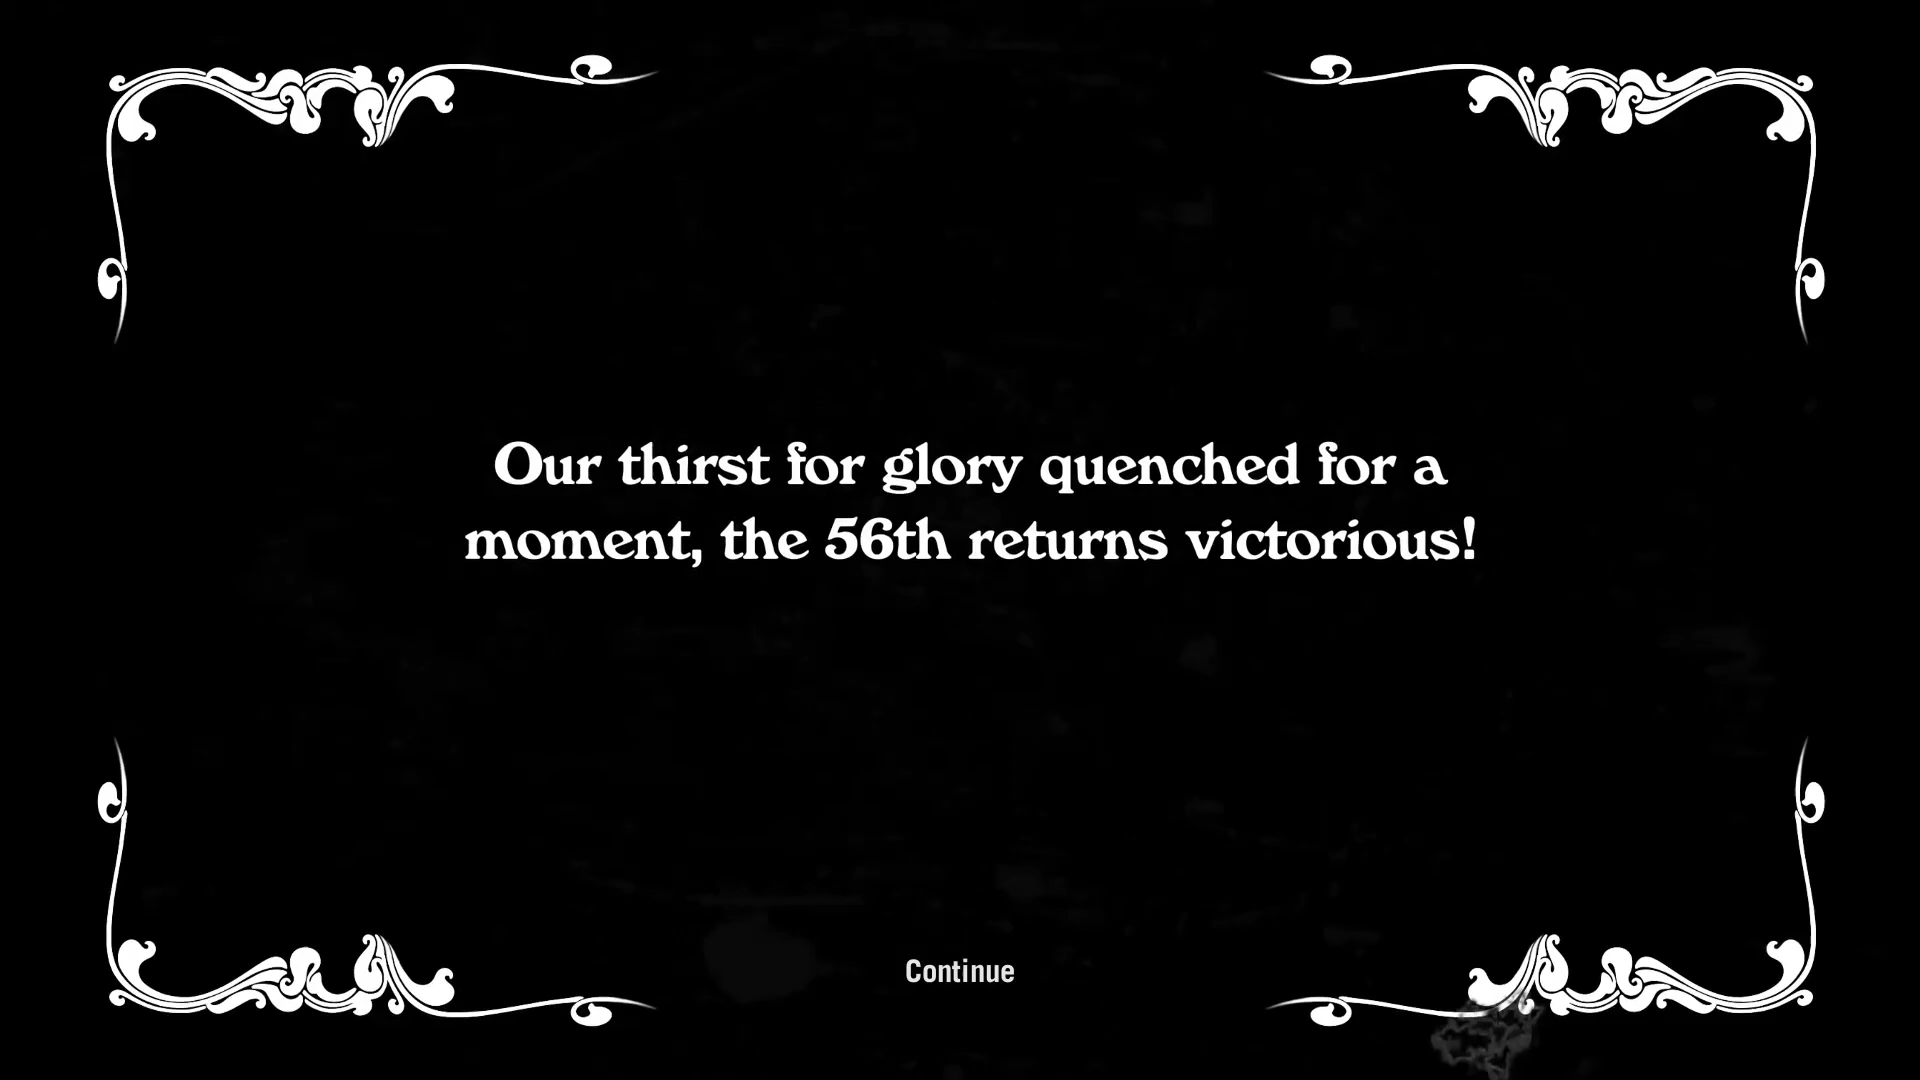 Our thirst for glory quenched for a
moment, the 56th returns victorious!
Continue